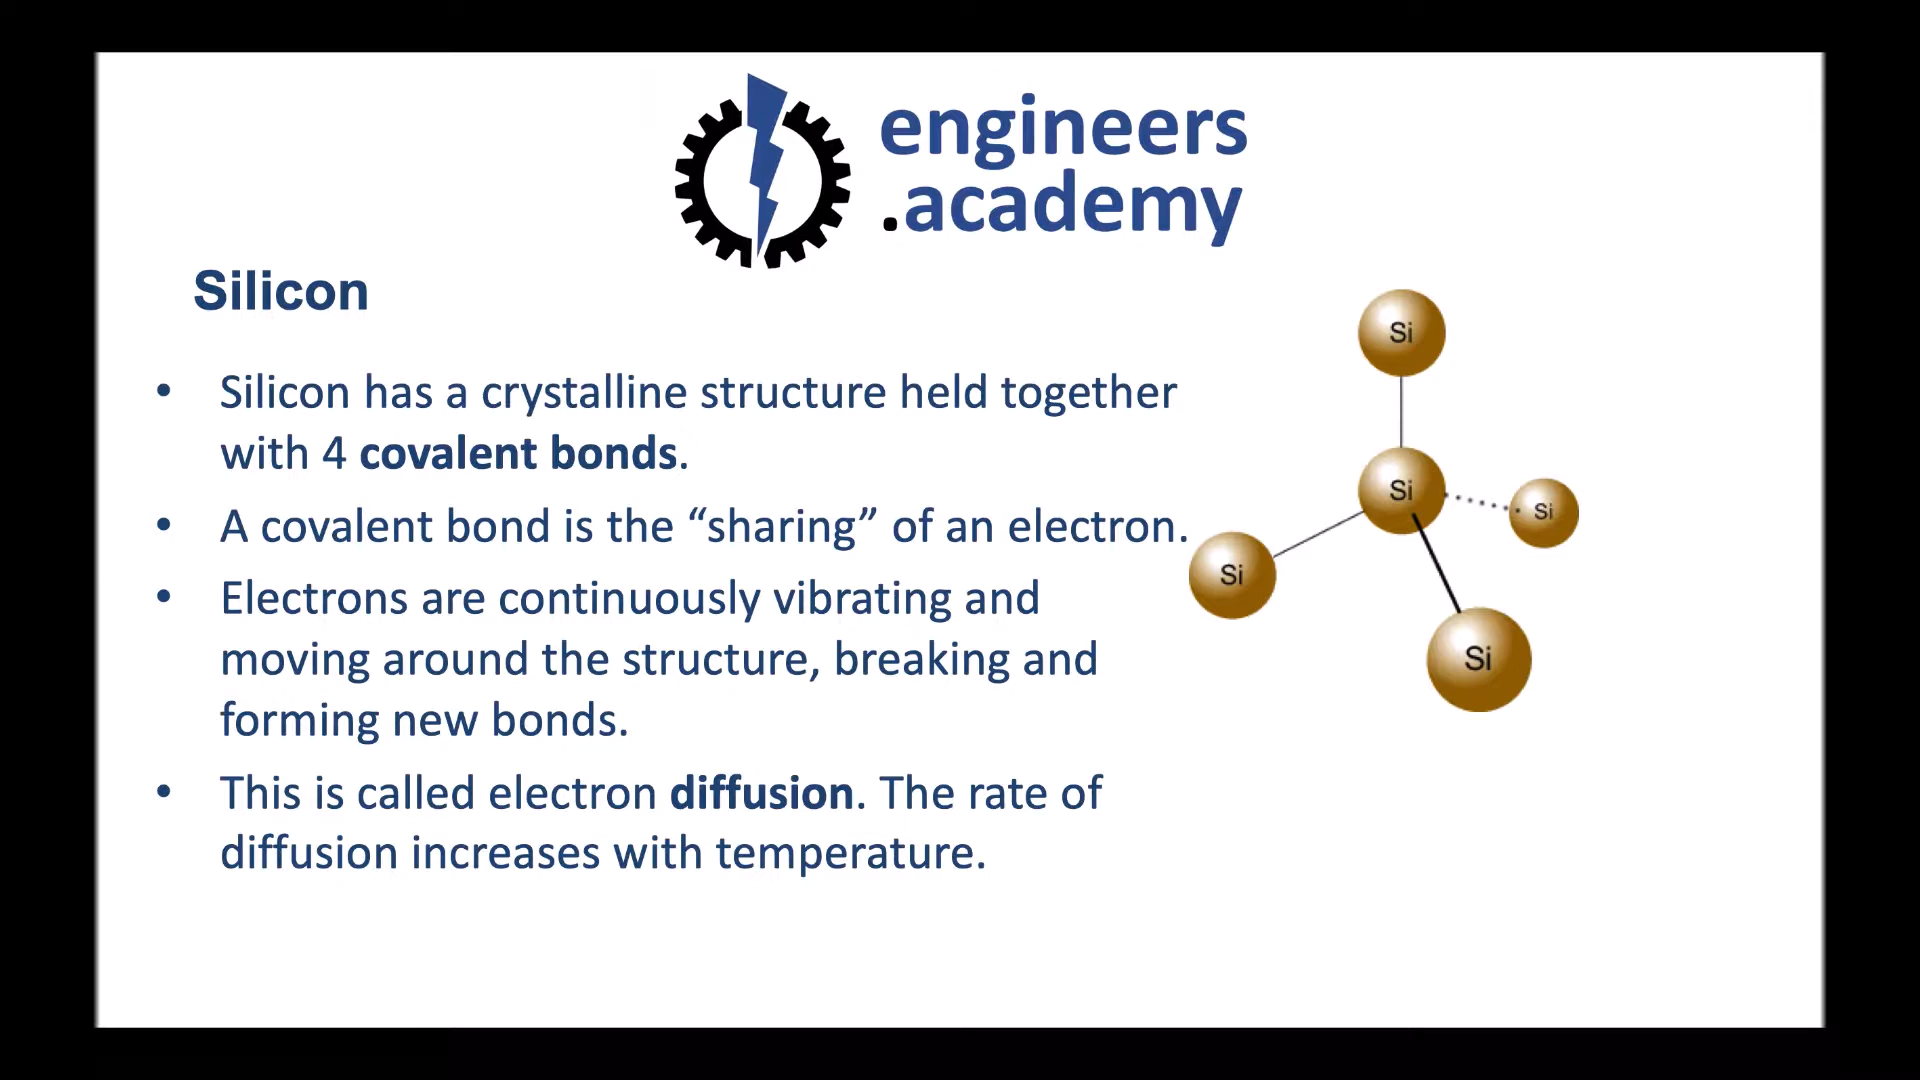 engineers
.academy
Silicon
• Silicon has a crystalline structure held together
with 4 covalent bonds.
• A covalent bond is the “sharing” of an electron.
• Electrons are continuously vibrating and
moving around the structure, breaking and
forming new bonds.
• This is called electron diffusion. The rate of
diffusion increases with temperature.
Si
Si
Si
Si
Si